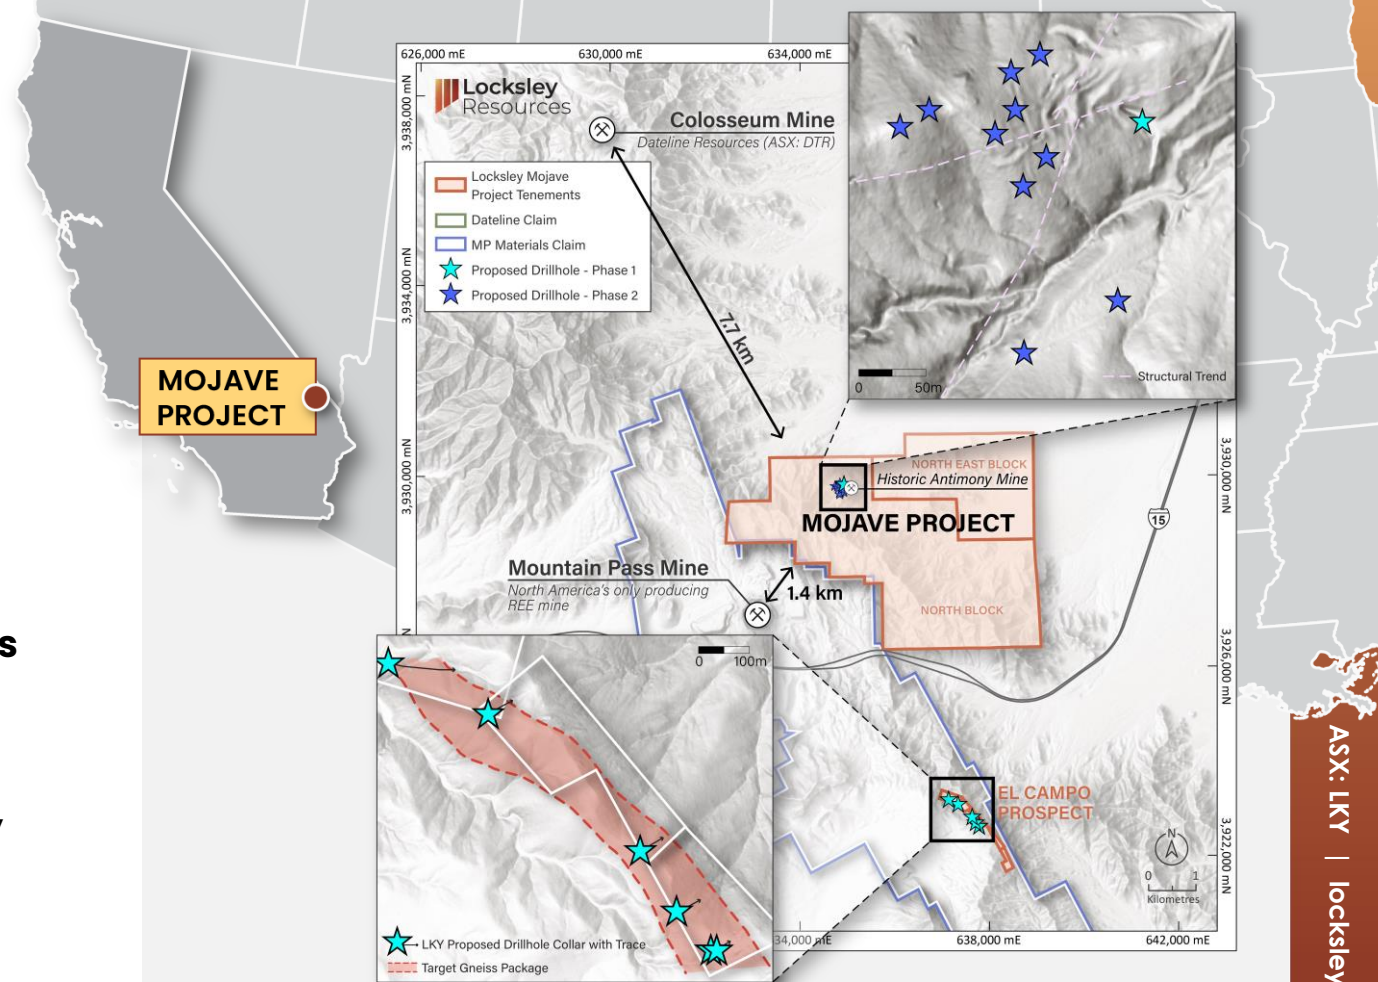 626,000 mE
630,000 mE
634,000 mE
3,938,000 mN
3,934,000 mN
3,930,000 mN
N
Locksley
Resources
Colosseum Mine
Dateline Resources (ASX: DTR)
Locksley Mojave
Project Tenements
Dateline Claim
MP Materials Claim
Proposed Drillhole - Phase 1
Proposed Drillhole - Phase 2
7.7 km
0
50m
Structural Trend
MOJAVE
PROJECT
NORTH EAST BLOCK
Historic Antimony Mine
MOJAVE PROJECT
15
Mountain Pass Mine
North America's only producing
REE mine
1.4 km
NORTH BLOCK
3,930,000 mN
3,926,000 mN
3,922,000 mN
s
0
100m
EL CAMPO
PROSPECT
N
0
1
Kilometres
LKY Proposed Drillhole Collar with Trace
Target Gneiss Package
34,000 mE
638,000 mE
642,000 mE
ASX: LKY | locksley